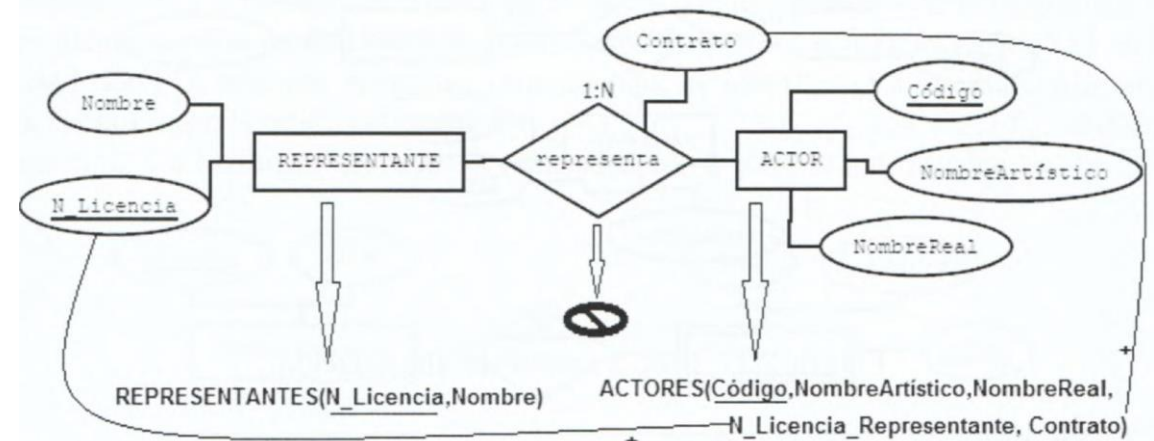 Contrato
1:N
Nombre
Código
REPRESENTANTE
representa
ACTOR
NombreArtístico
N_Licencia
NombreReal
REPRESENTANTES(N_Licencia,Nombre)
ACTORES(Código,NombreArtístico,NombreReal,
N_Licencia_Representante, Contrato)